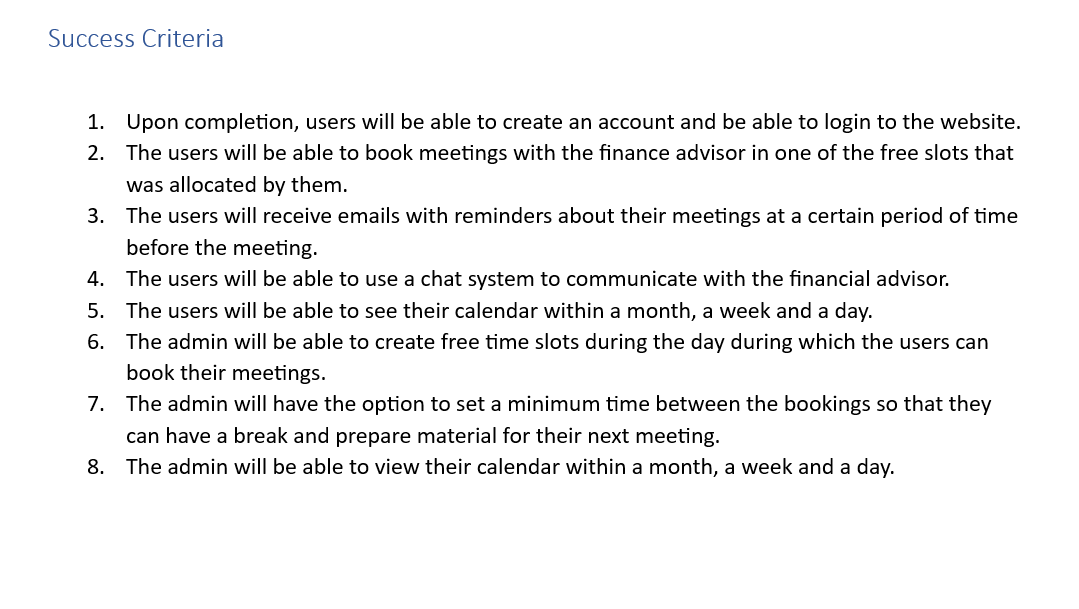 Success Criteria
1. Upon completion, users will be able to create an account and be able to login to the website.
2. The users will be able to book meetings with the finance advisor in one of the free slots that
was allocated by them.
3. The users will receive emails with reminders about their meetings at a certain period of time
before the meeting.
4. The users will be able to use a chat system to communicate with the financial advisor.
5. The users will be able to see their calendar within a month, a week and a day.
6. The admin will be able to create free time slots during the day during which the users can
book their meetings.
7. The admin will have the option to set a minimum time between the bookings so that they
can have a break and prepare material for their next meeting.
8. The admin will be able to view their calendar within a month, a week and a day.